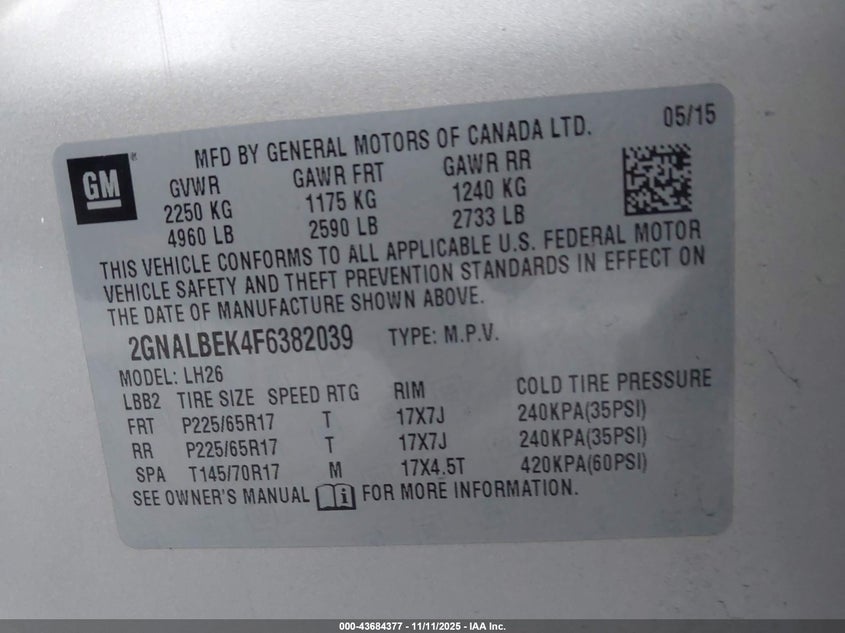 GM
MFD BY GENERAL MOTORS OF CANADA LTD. 05/15
GVWR GAWR FRT GAWR RR
2250 KG 1175 KG 1240 KG
4960 LB 2590 LB 2733 LB
THIS VEHICLE CONFORMS TO ALL APPLICABLE U.S. FEDERAL MOTOR
VEHICLE SAFETY AND THEFT PREVENTION STANDARDS IN EFFECT ON
THE DATE OF MANUFACTURE SHOWN ABOVE.
2GNALBEK4F6382039 TYPE: M.P.V.
MODEL: LH26
LBB2 TIRE SIZE SPEED RTG RIM COLD TIRE PRESSURE
FRT P225/65R17 T 17X7J 240KPA(35PSI)
RR P225/65R17 T 17X7J 240KPA(35PSI)
SPA T145/70R17 M 17X4.5T 420KPA(60PSI)
SEE OWNER'S MANUAL FOR MORE INFORMATION.
000-43684377 - 11/11/2025 - IAA Inc.